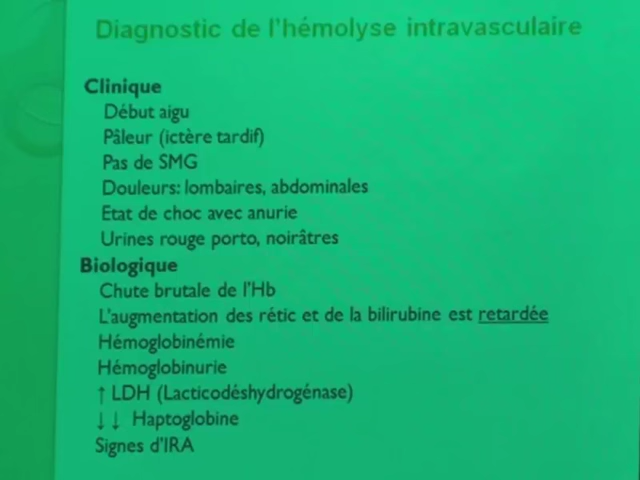 Diagnostic de l'hémolyse intravasculaire
Clinique
Début aigu
Pâleur (ictère tardif)
Pas de SMG
Douleurs: lombaires, abdominales
Etat de choc avec anurie
Urines rouge porto, noirâtres
Biologique
Chute brutale de l'Hb
L'augmentation des rétic et de la bilirubine est retardée
Hémoglobinémie
Hémoglobinurie
↑ LDH (Lacticodéshydrogénase)
↓↓ Haptoglobine
Signes d'IRA